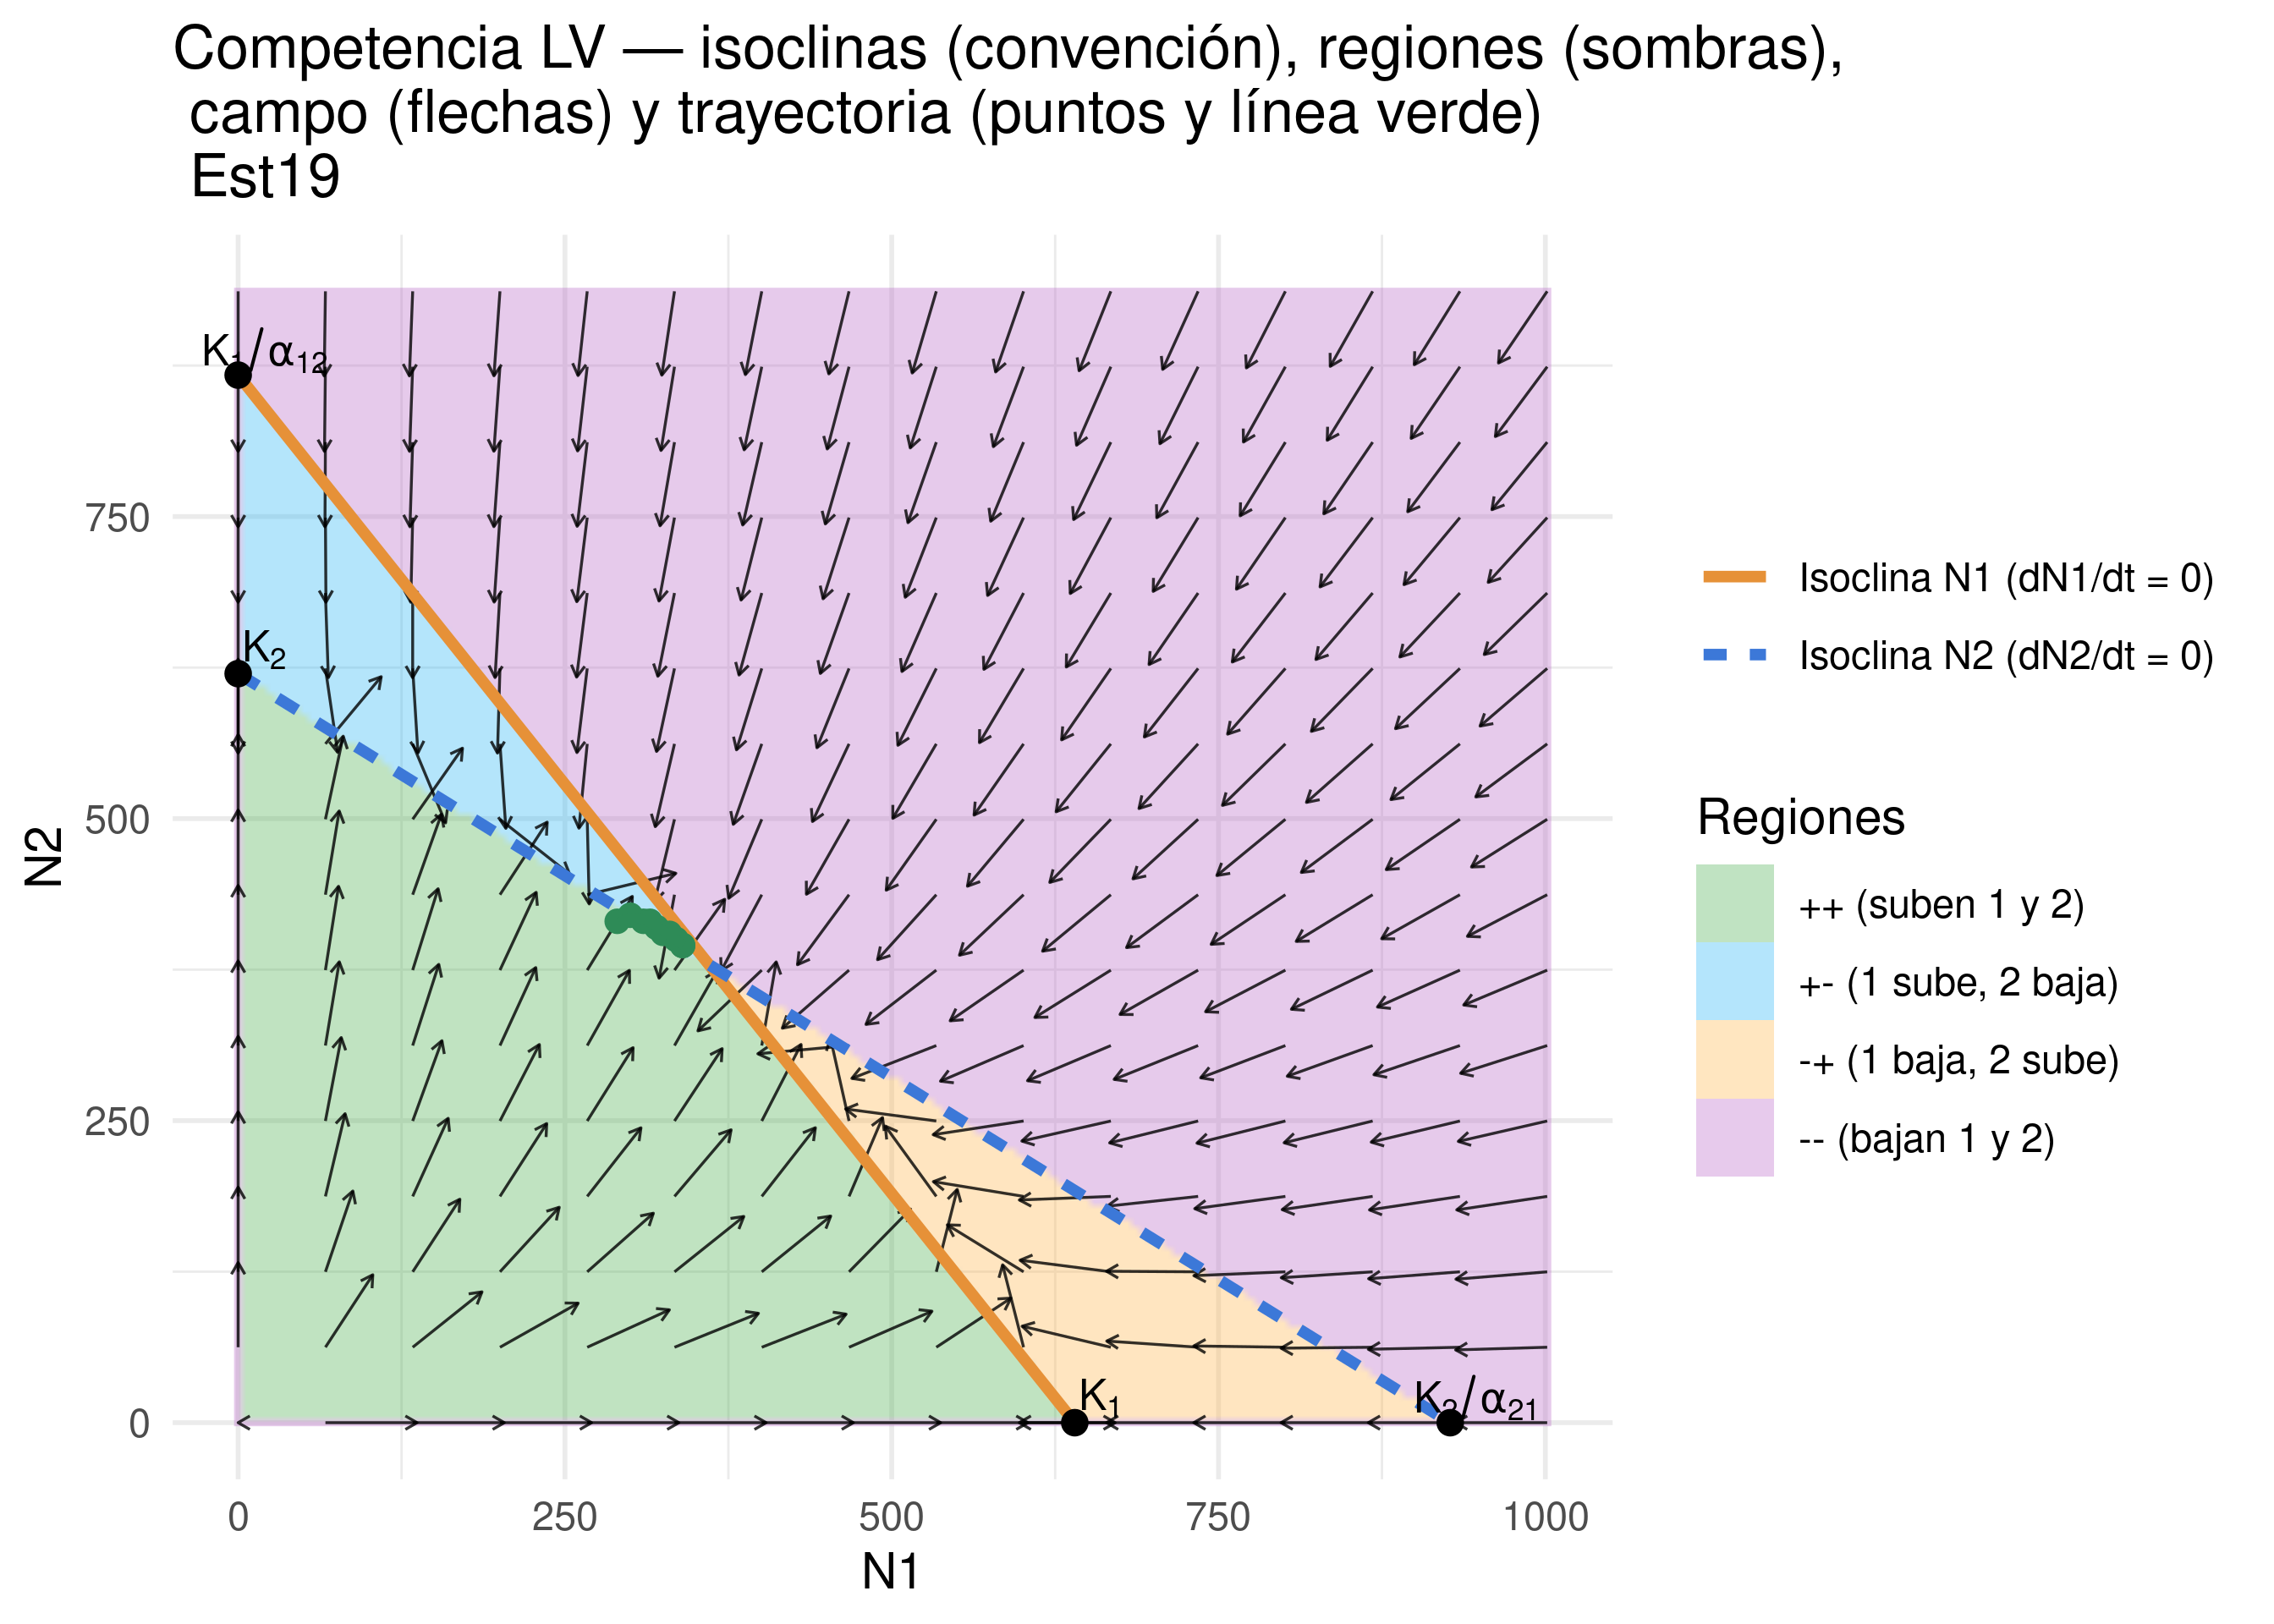 Competencia LV — isoclinas (convención), regiones (sombras),
campo (flechas) y trayectoria (puntos y línea verde)
Est19
K₁/α₁₂
K₂
K₁
K₂/α₂₁
750
500
250
0
0
250
500
750
1000
N1
N2
Isoclina N1 (dN1/dt = 0)
Isoclina N2 (dN2/dt = 0)
Regiones
++ (suben 1 y 2)
+- (1 sube, 2 baja)
-+ (1 baja, 2 sube)
-- (bajan 1 y 2)